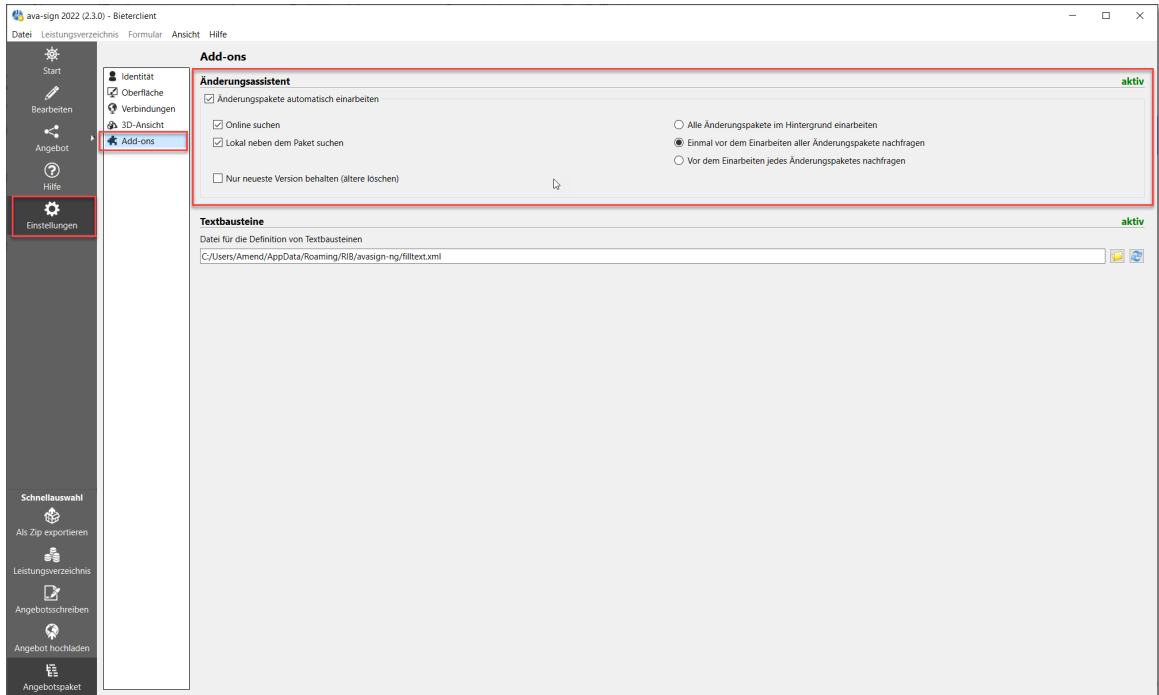 ava-sign 2022 (2.3.0) - Bieterclient
Datei Leistungsverzeichnis Formular Ansicht Hilfe
Start
Bearbeiten
Angebot
Hilfe
Einstellungen
Schnellauswahl
Als Zip exportieren
Leistungsverzeichnis
Angebotsschreiben
Angebot hochladen
Angebotspaket
Identität
Oberfläche
Verbindungen
3D-Ansicht
Add-ons
Add-ons
Änderungsassistent aktiv
Änderungspakete automatisch einarbeiten
Online suchen
Lokal neben dem Paket suchen
Nur neueste Version behalten (ältere löschen)
Alle Änderungspakete im Hintergrund einarbeiten
Einmal vor dem Einarbeiten aller Änderungspakete nachfragen
Vor dem Einarbeiten jedes Änderungspaketes nachfragen
Textbausteine aktiv
Datei für die Definition von Textbausteinen
C:/Users/Amend/AppData/Roaming/RIB/avasign-ng/filltext.xml